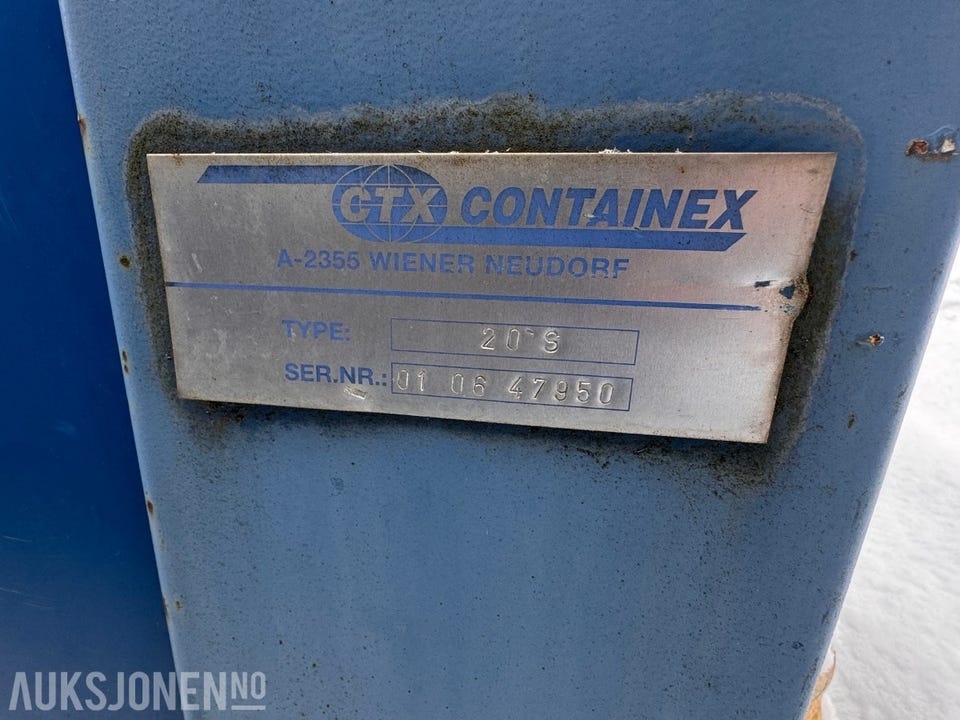 CTX CONTAINEX
A-2355 WIENER NEUDORF
TYPE: 20'S
SER.NR.: 01 06 47950
AUKSJONEN.NO